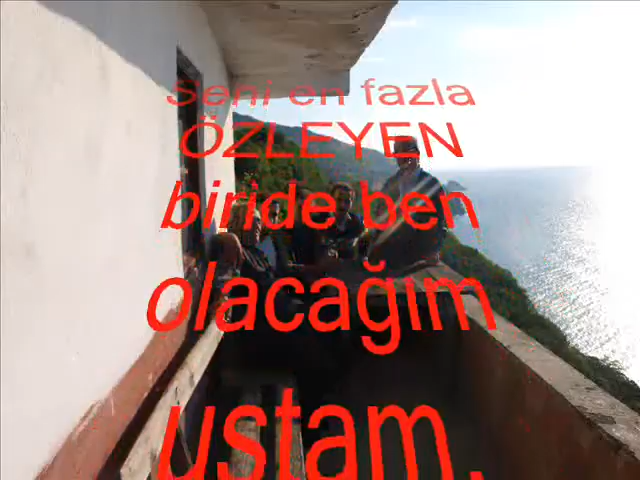 Seni en fazla
ÖZLEYEN
biride ben
olacağım
ustam.